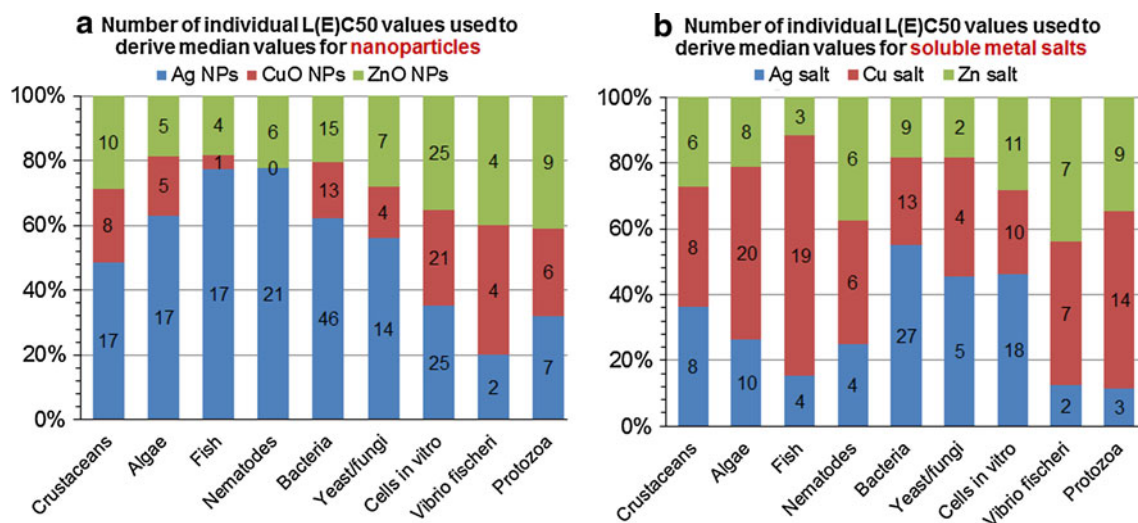 a Number of individual L(E)C50 values used to
derive median values for nanoparticles
Ag NPs CuO NPs ZnO NPs
100%
80%
60%
40%
20%
0%
10 5 4 6 15 7 25 4 9
8 5 1 0 13 4 21 4 6
17 17 17 21 46 14 25 2 7
Crustaceans
Algae
Fish
Nematodes
Bacteria
Yeast/fungi
Cells in vitro
Vibrio fischeri
Protozoa
b Number of individual L(E)C50 values used to
derive median values for soluble metal salts
Ag salt Cu salt Zn salt
100%
80%
60%
40%
20%
0%
6 8 3 6 9 2 11 7 9
8 20 19 6 13 4 10 7 14
8 10 4 4 27 5 18 2 3
Crustaceans
Algae
Fish
Nematodes
Bacteria
Yeast/fungi
Cells in vitro
Vibrio fischeri
Protozoa